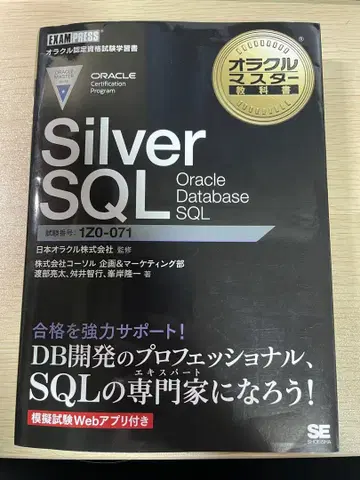 EXAMPRESS
オラクル認定資格試験学習書
ORACLE MASTER
ORACLE
Certification
Program
オラクル
マスター
教科書
Silver
SQL
Oracle
Database
SQL
試験番号: 1Z0-071
日本オラクル株式会社 監修
株式会社コーソル 企画&マーケティング部
渡部亮太、舛井智行、峯岸隆一 著
合格を強力サポート!
DB開発のプロフェッショナル、
エキスパート
SQLの専門家になろう!
模擬試験Webアプリ付き
SE
SHOEISHA